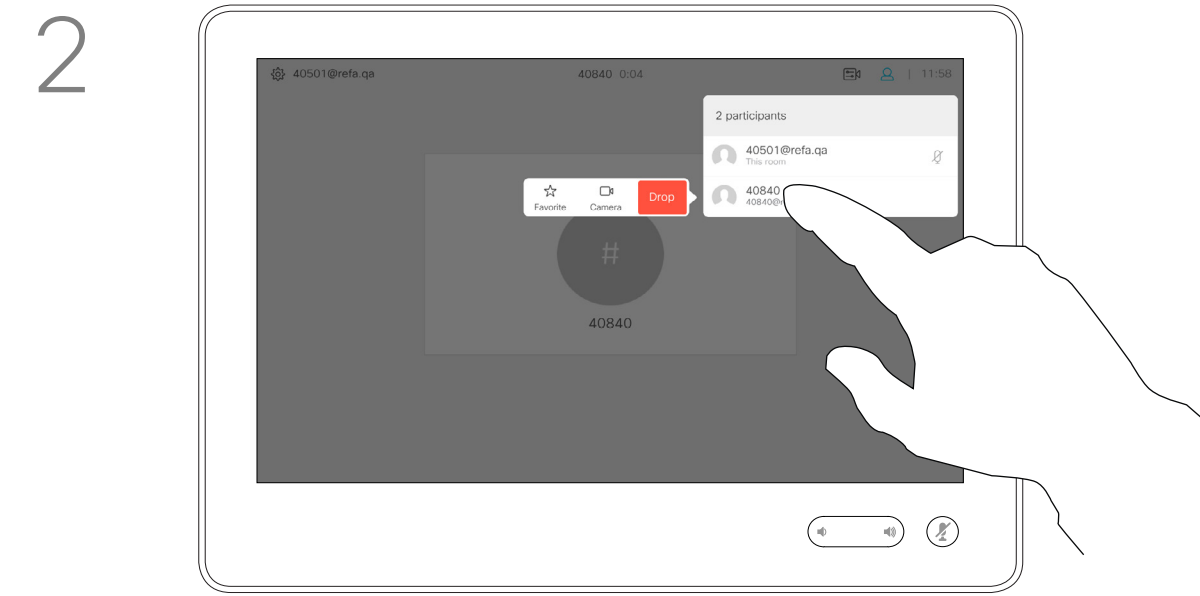 2
40501@refa.qa
40840 0:04
| 11:58
2 participants
40501@refa.qa
This room
40840
Favorite
Camera
Drop
#
40840